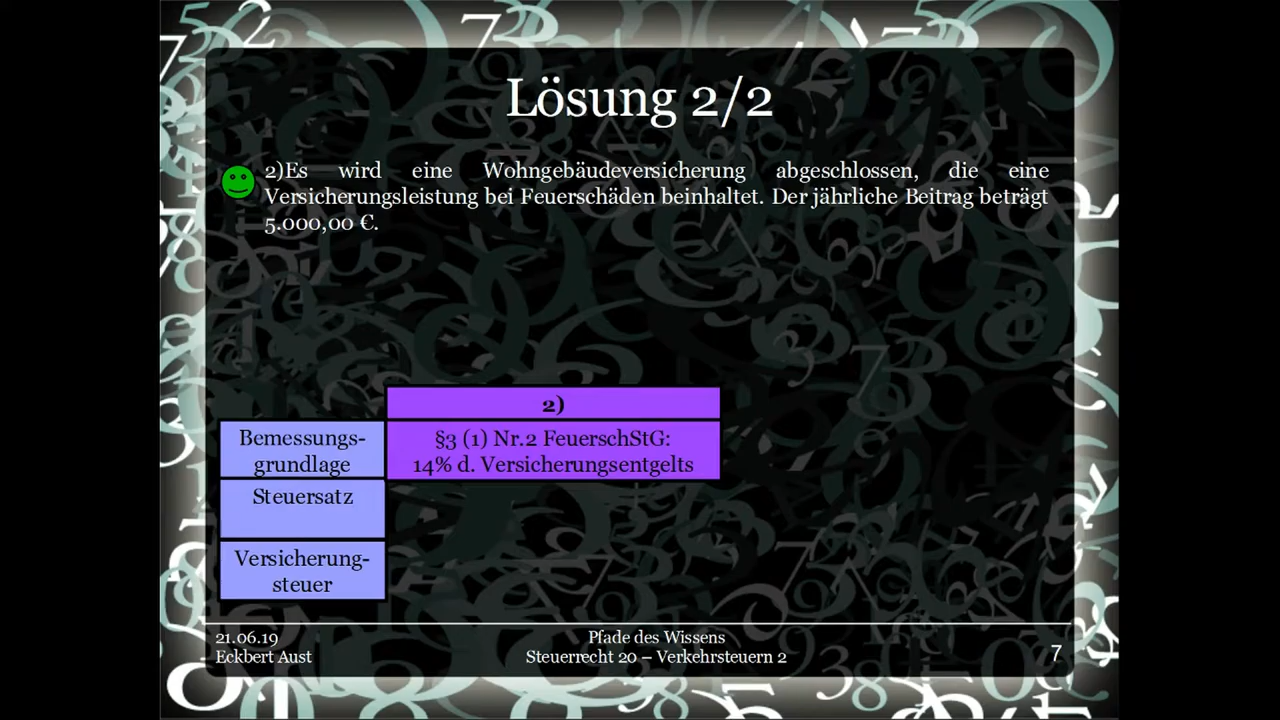 Lösung 2/2
2)Es wird eine Wohngebäudeversicherung abgeschlossen, die eine
Versicherungsleistung bei Feuerschäden beinhaltet. Der jährliche Beitrag beträgt
5.000,00 €.
2)
Bemessungs-
grundlage
§3 (1) Nr.2 FeuerschStG:
14% d. Versicherungsentgelts
Steuersatz
Versicherung-
steuer
21.06.19
Eckbert Aust
Pfade des Wissens
Steuerrecht 20 – Verkehrsteuern 2
7